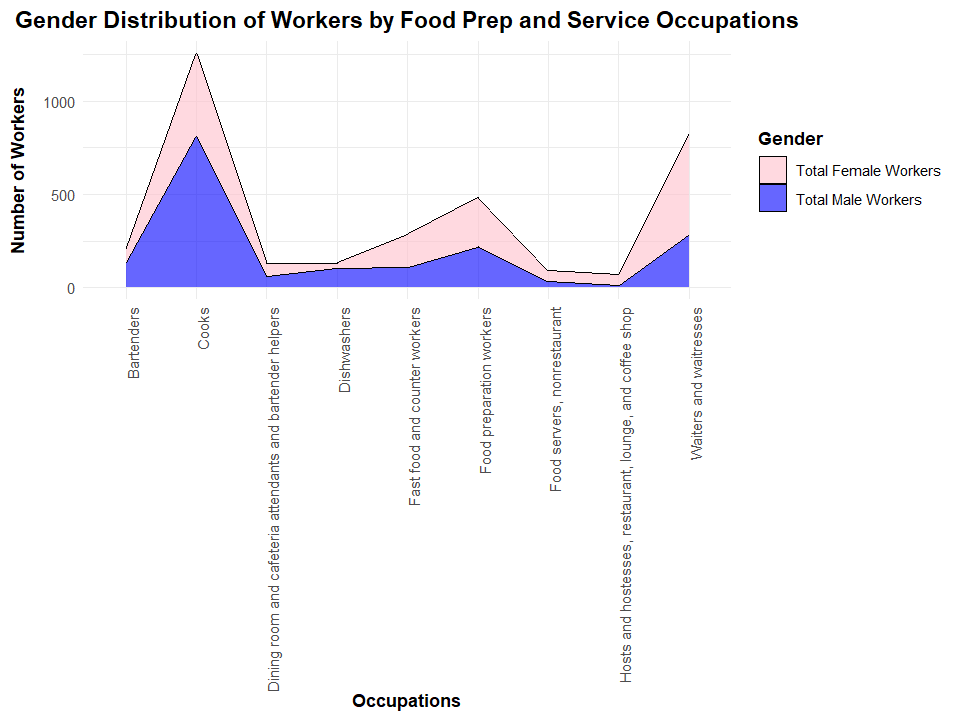 Gender Distribution of Workers by Food Prep and Service Occupations
Number of Workers
1000
500
0
Bartenders
Cooks
Dining room and cafeteria attendants and bartender helpers
Dishwashers
Fast food and counter workers
Food preparation workers
Food servers, nonrestaurant
Hosts and hostesses, restaurant, lounge, and coffee shop
Waiters and waitresses
Occupations
Gender
Total Female Workers
Total Male Workers